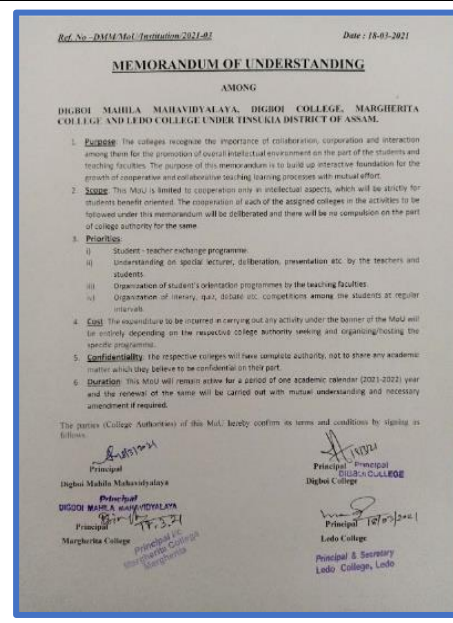 Ref. No –DMM/MoU/Institution/2021-03 Date : 18-03-2021
MEMORANDUM OF UNDERSTANDING
AMONG
DIGBOI MAHILA MAHAVIDYALAYA, DIGBOI COLLEGE, MARGHERITA
COLLEGE AND LEDO COLLEGE UNDER TINSUKIA DISTRICT OF ASSAM.
1. Purpose: The colleges recognize the importance of collaboration, corporation and interaction
among them for the promotion of overall intellectual environment on the part of the students and
teaching faculties. The purpose of this memorandum is to build up interactive foundation for the
growth of cooperative and collaborative teaching learning processes with mutual effort.
2. Scope: This MoU is limited to cooperation only in intellectual aspects, which will be strictly for
students benefit oriented. The cooperation of each of the assigned colleges in the activities to be
followed under this memorandum will be deliberated and there will be no compulsion on the part
of college authority for the same.
3. Priorities:
i) Student - teacher exchange programme.
ii) Understanding on special lecturer, deliberation, presentation etc. by the teachers and
students.
iii) Organization of student's orientation programmes by the teaching faculties.
iv) Organization of literary, quiz, debate etc. competitions among the students at regular
intervals.
4. Cost: The expenditure to be incurred in carrying out any activity under the banner of the MoU will
be entirely depending on the respective college authority seeking and organizing/hosting the
specific programme.
5. Confidentiality: The respective colleges will have complete authority, not to share any academic
matter which they believe to be confidential on their part.
6. Duration: This MoU will remain active for a period of one academic calendar (2021-2022) year
and the renewal of the same will be carried out with mutual understanding and necessary
amendment if required.
The parties (College Authorities) of this MoU hereby confirm its terms and conditions by signing as
follows.
Principal Principal Principal
DIGBOI COLLEGE
Digboi Mahila Mahavidyalaya Digboi College
Principal
DIGBOI MAHILA MAHAVIDYALAYA
Principal 18.3.21 Principal 18/03/2021
Margherita College Ledo College
Principal i/c
Margherita College
Margherita
Principal & Secretary
Ledo College, Ledo